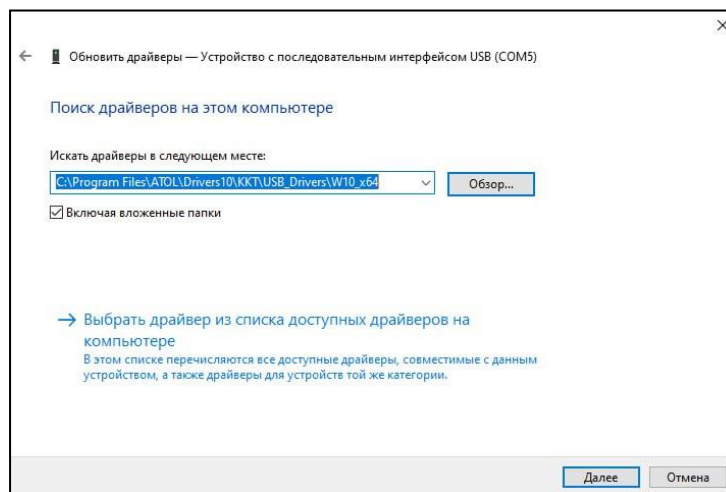 Обновить драйверы — Устройство с последовательным интерфейсом USB (COM5)
Поиск драйверов на этом компьютере
Искать драйверы в следующем месте:
C:\Program Files\ATOL\Drivers10\KKT\USB_Drivers\W10_x64
Обзор...
Включая вложенные папки
Выбрать драйвер из списка доступных драйверов на
компьютере
В этом списке перечисляются все доступные драйверы, совместимые с данным
устройством, а также драйверы для устройств той же категории.
Далее
Отмена